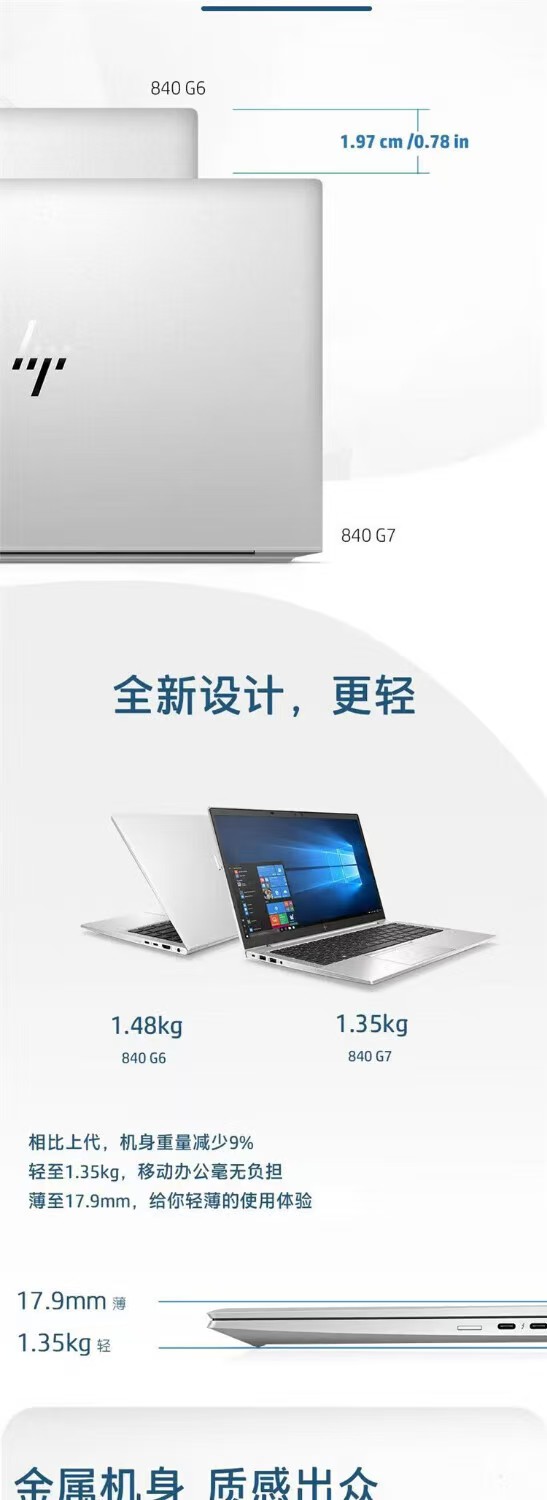 840 G6
1.97 cm /0.78 in
840 G7
全新设计，更轻
1.48kg
1.35kg
840 G6
840 G7
相比上代，机身重量减少9%
轻至1.35kg，移动办公毫无负担
薄至17.9mm，给你轻薄的使用体验
17.9mm 薄
1.35kg 轻
金属机身 质感出众